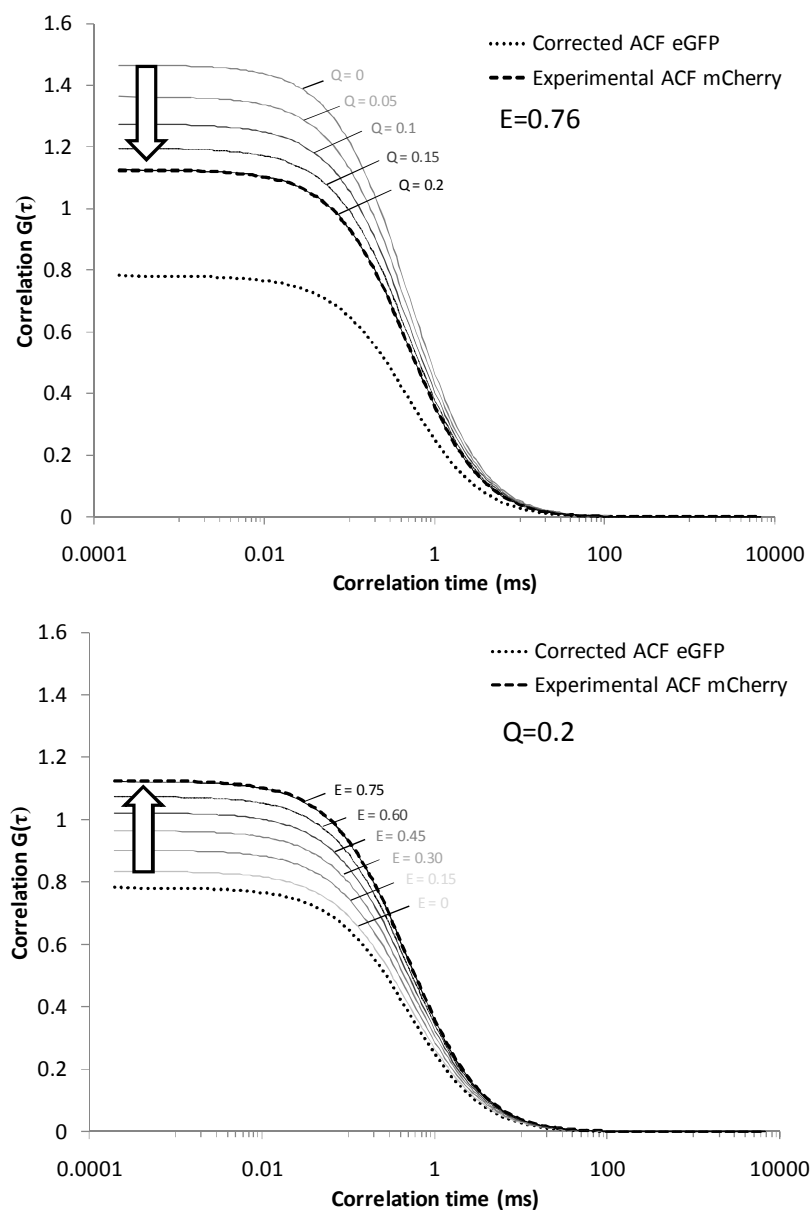 1.6
1.4
1.2
1
0.8
0.6
0.4
0.2
0
Correlation G(τ)
Corrected ACF eGFP
Experimental ACF mCherry
E=0.76
Q = 0
Q = 0.05
Q = 0.1
Q = 0.15
Q = 0.2
0.0001
0.01
1
100
10000
Correlation time (ms)
1.6
1.4
1.2
1
0.8
0.6
0.4
0.2
0
Correlation G(τ)
Corrected ACF eGFP
Experimental ACF mCherry
Q=0.2
E = 0.75
E = 0.60
E = 0.45
E = 0.30
E = 0.15
E = 0
0.0001
0.01
1
100
10000
Correlation time (ms)